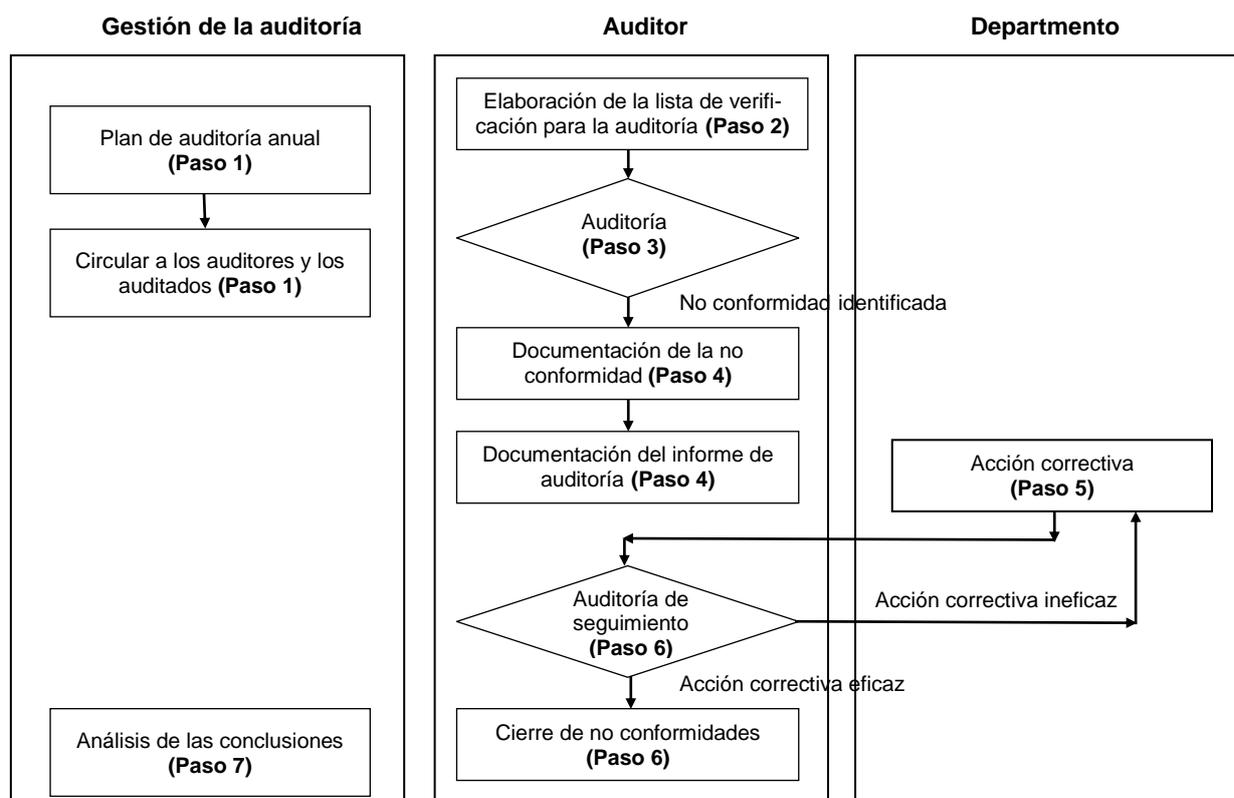 Gestión de la auditoría
Auditor
Departmento
Plan de auditoría anual
(Paso 1)
Circular a los auditores y los
auditados (Paso 1)
Elaboración de la lista de verifi-
cación para la auditoría (Paso 2)
Auditoría
(Paso 3)
No conformidad identificada
Documentación de la no
conformidad (Paso 4)
Documentación del informe de
auditoría (Paso 4)
Acción correctiva
(Paso 5)
Auditoría de
seguimiento
(Paso 6)
Acción correctiva ineficaz
Acción correctiva eficaz
Cierre de no conformidades
(Paso 6)
Análisis de las conclusiones
(Paso 7)